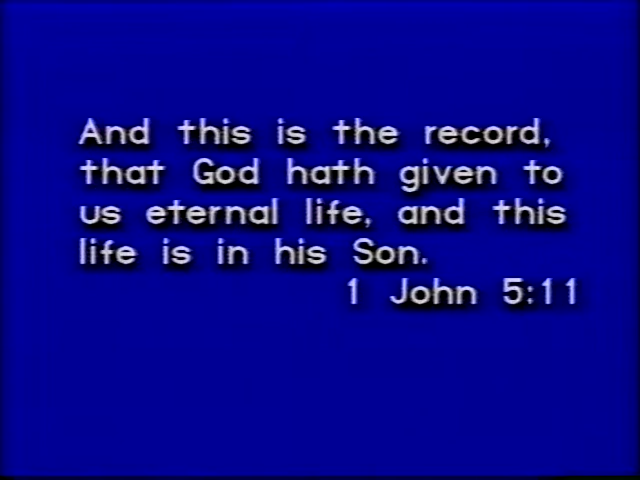 And this is the record,
that God hath given to
us eternal life, and this
life is in his Son.
1 John 5:11